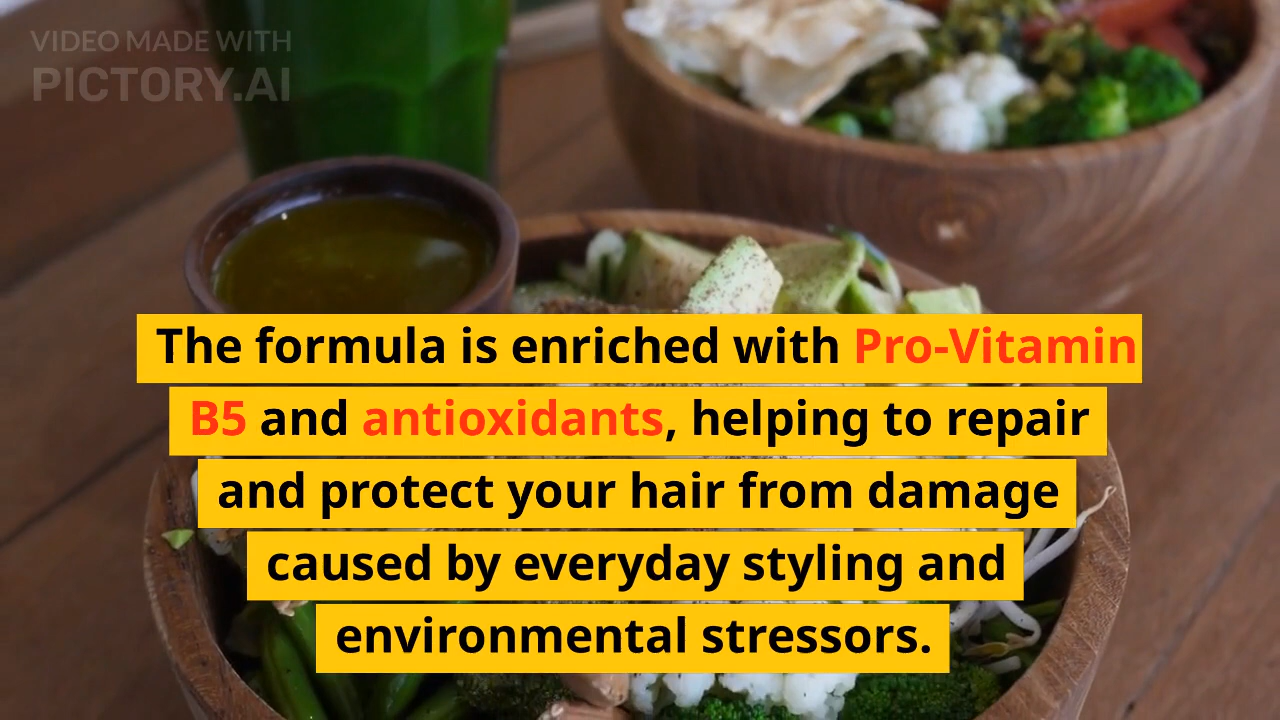 VIDEO MADE WITH
PICTORY.AI
The formula is enriched with Pro-Vitamin
B5 and antioxidants, helping to repair
and protect your hair from damage
caused by everyday styling and
environmental stressors.